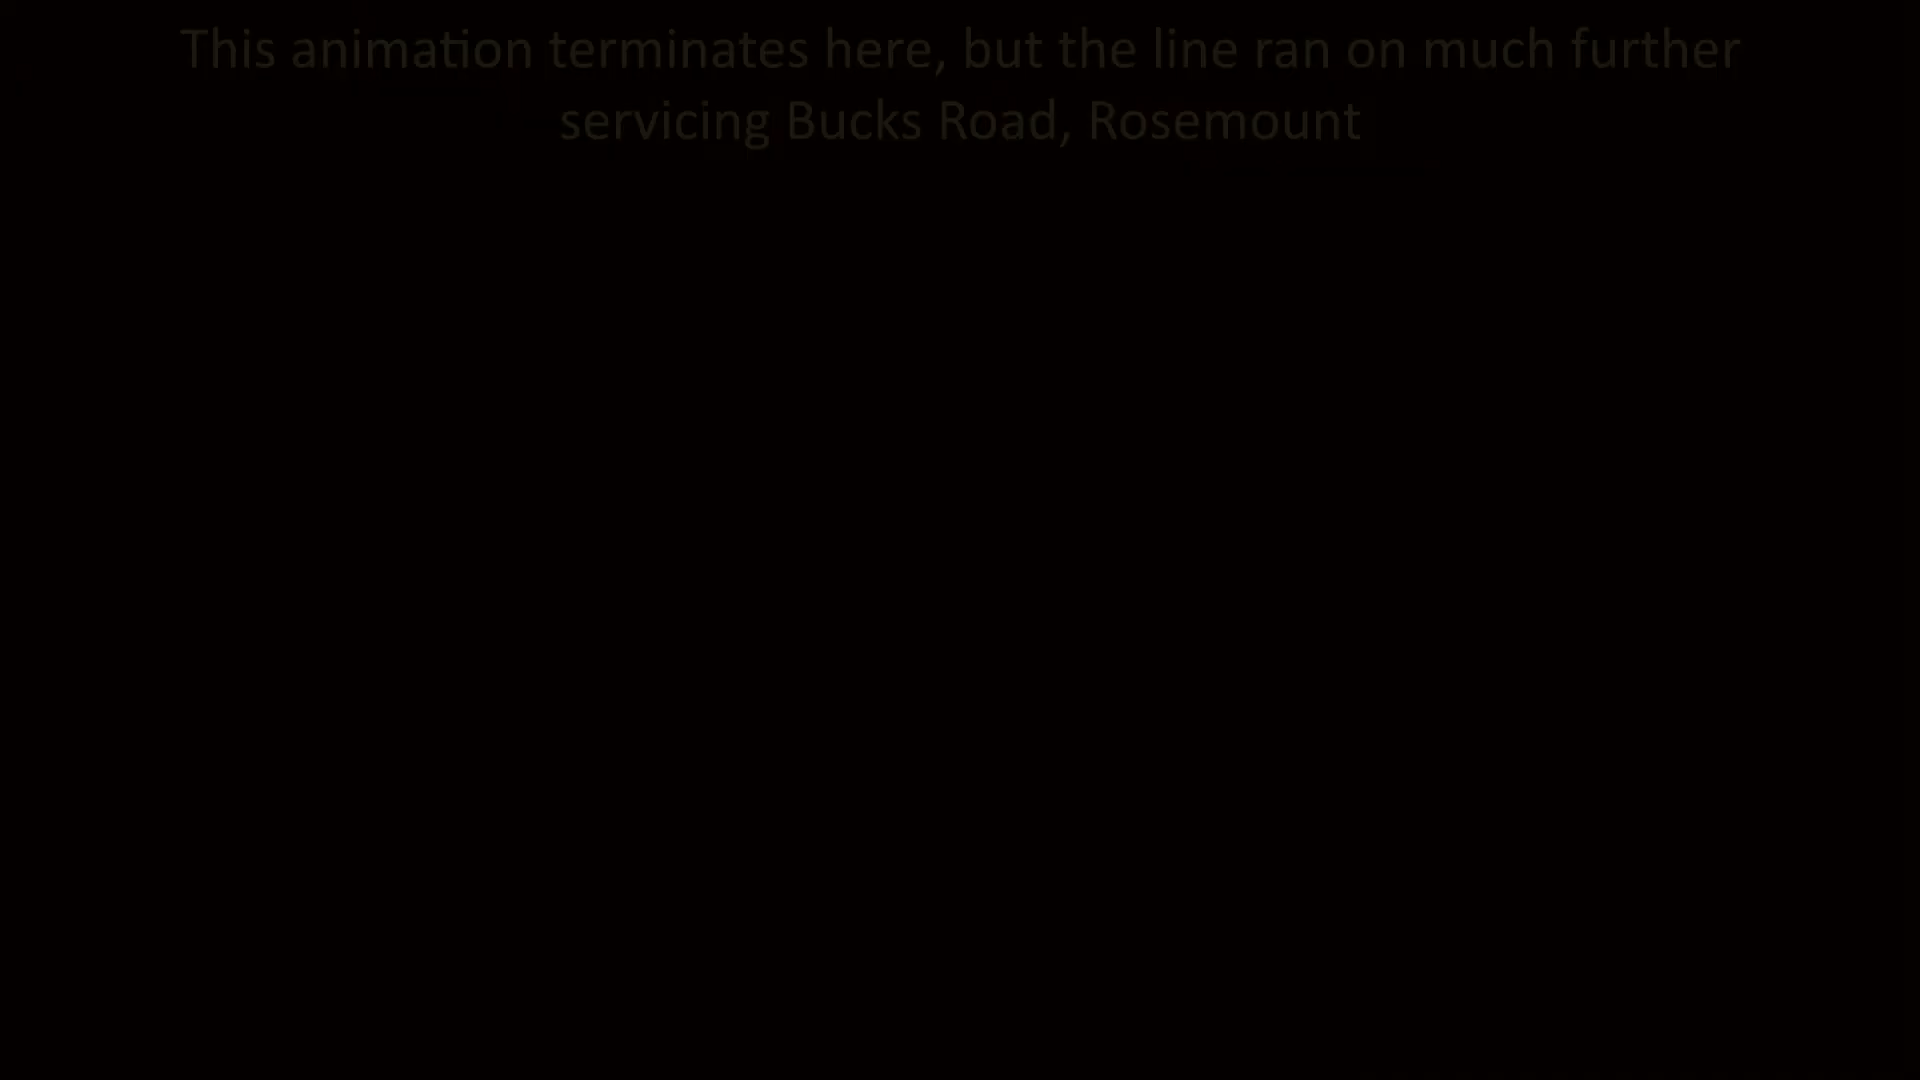 This animation terminates here, but the line ran on much further
servicing Bucks Road, Rosemount